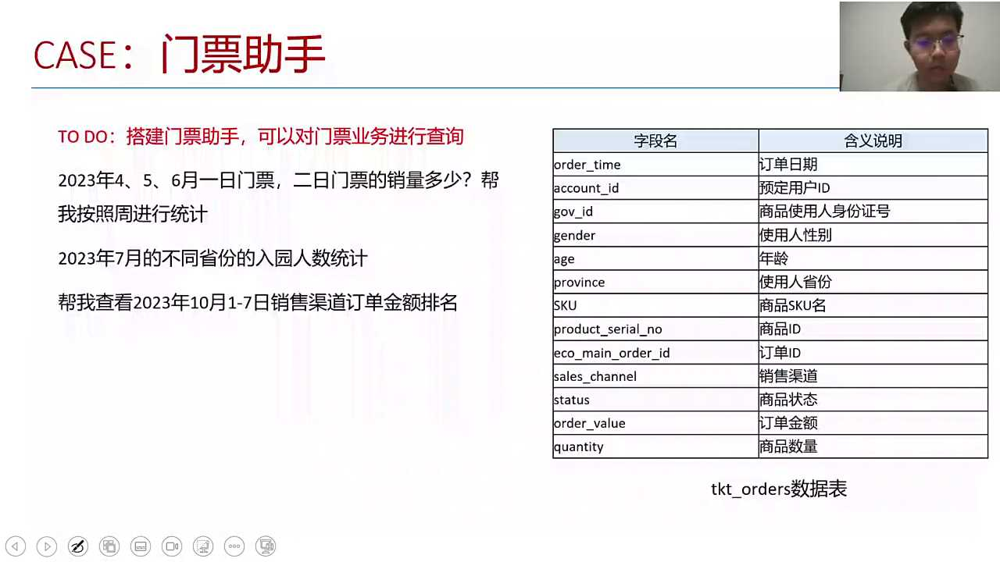 CASE：门票助手
TO DO：搭建门票助手，可以对门票业务进行查询
2023年4、5、6月一日门票，二日门票的销量多少？帮
我按照周进行统计
2023年7月的不同省份的入园人数统计
帮我查看2023年10月1-7日销售渠道订单金额排名
字段名 含义说明
order_time 订单日期
account_id 预定用户ID
gov_id 商品使用人身份证号
gender 使用人性别
age 年龄
province 使用人省份
SKU 商品SKU名
product_serial_no 商品ID
eco_main_order_id 订单ID
sales_channel 销售渠道
status 商品状态
order_value 订单金额
quantity 商品数量
tkt_orders数据表